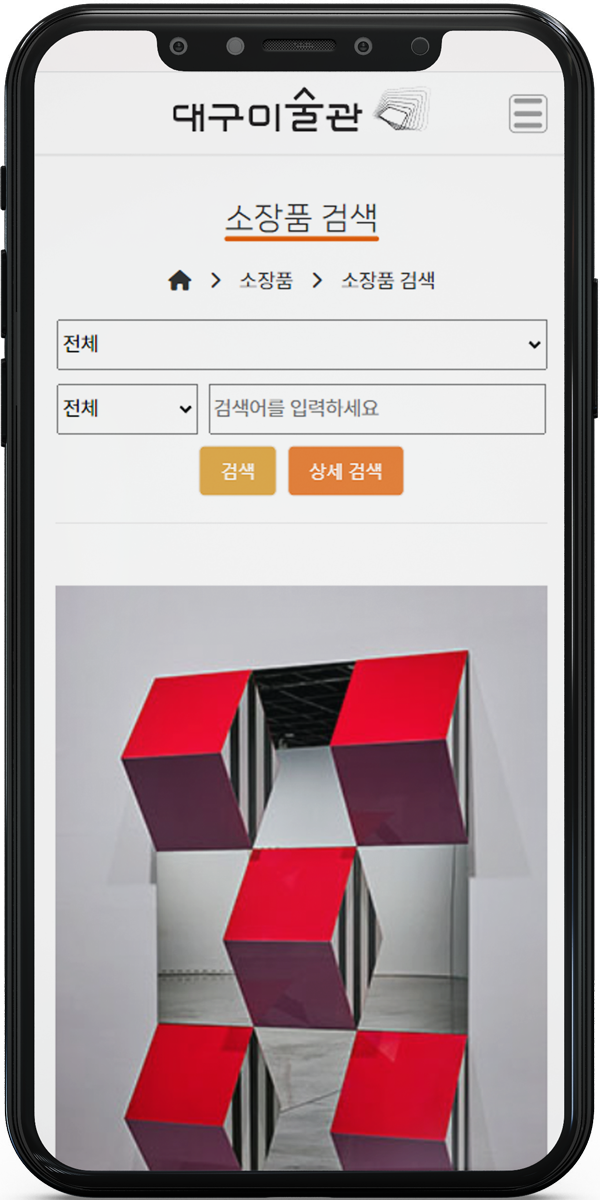 대구미술관
소장품 검색
소장품 소장품 검색
전체
전체 검색어를 입력하세요
검색 상세 검색